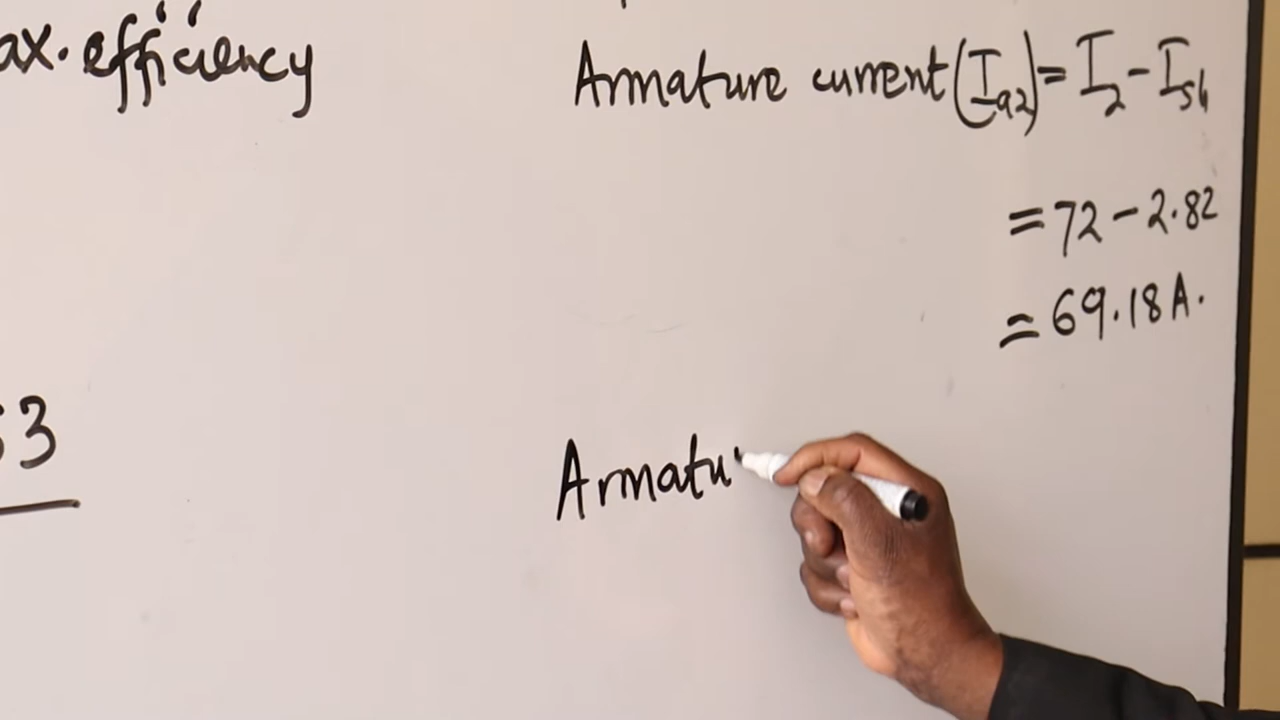 ax. efficiency
Armature current (Ia2) = I2 - Ish
= 72 - 2.82
= 69.18 A.
53
Armatu